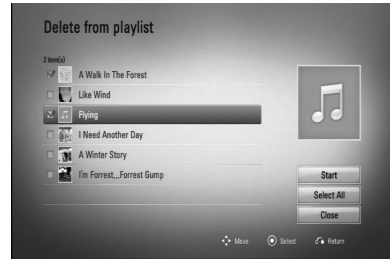 Delete from playlist
2 item(s)
A Walk In The Forest
Like Wind
Flying
I Need Another Day
A Winter Story
I'm Forrest,,,Forrest Gump
Start
Select All
Close
Move Select Return